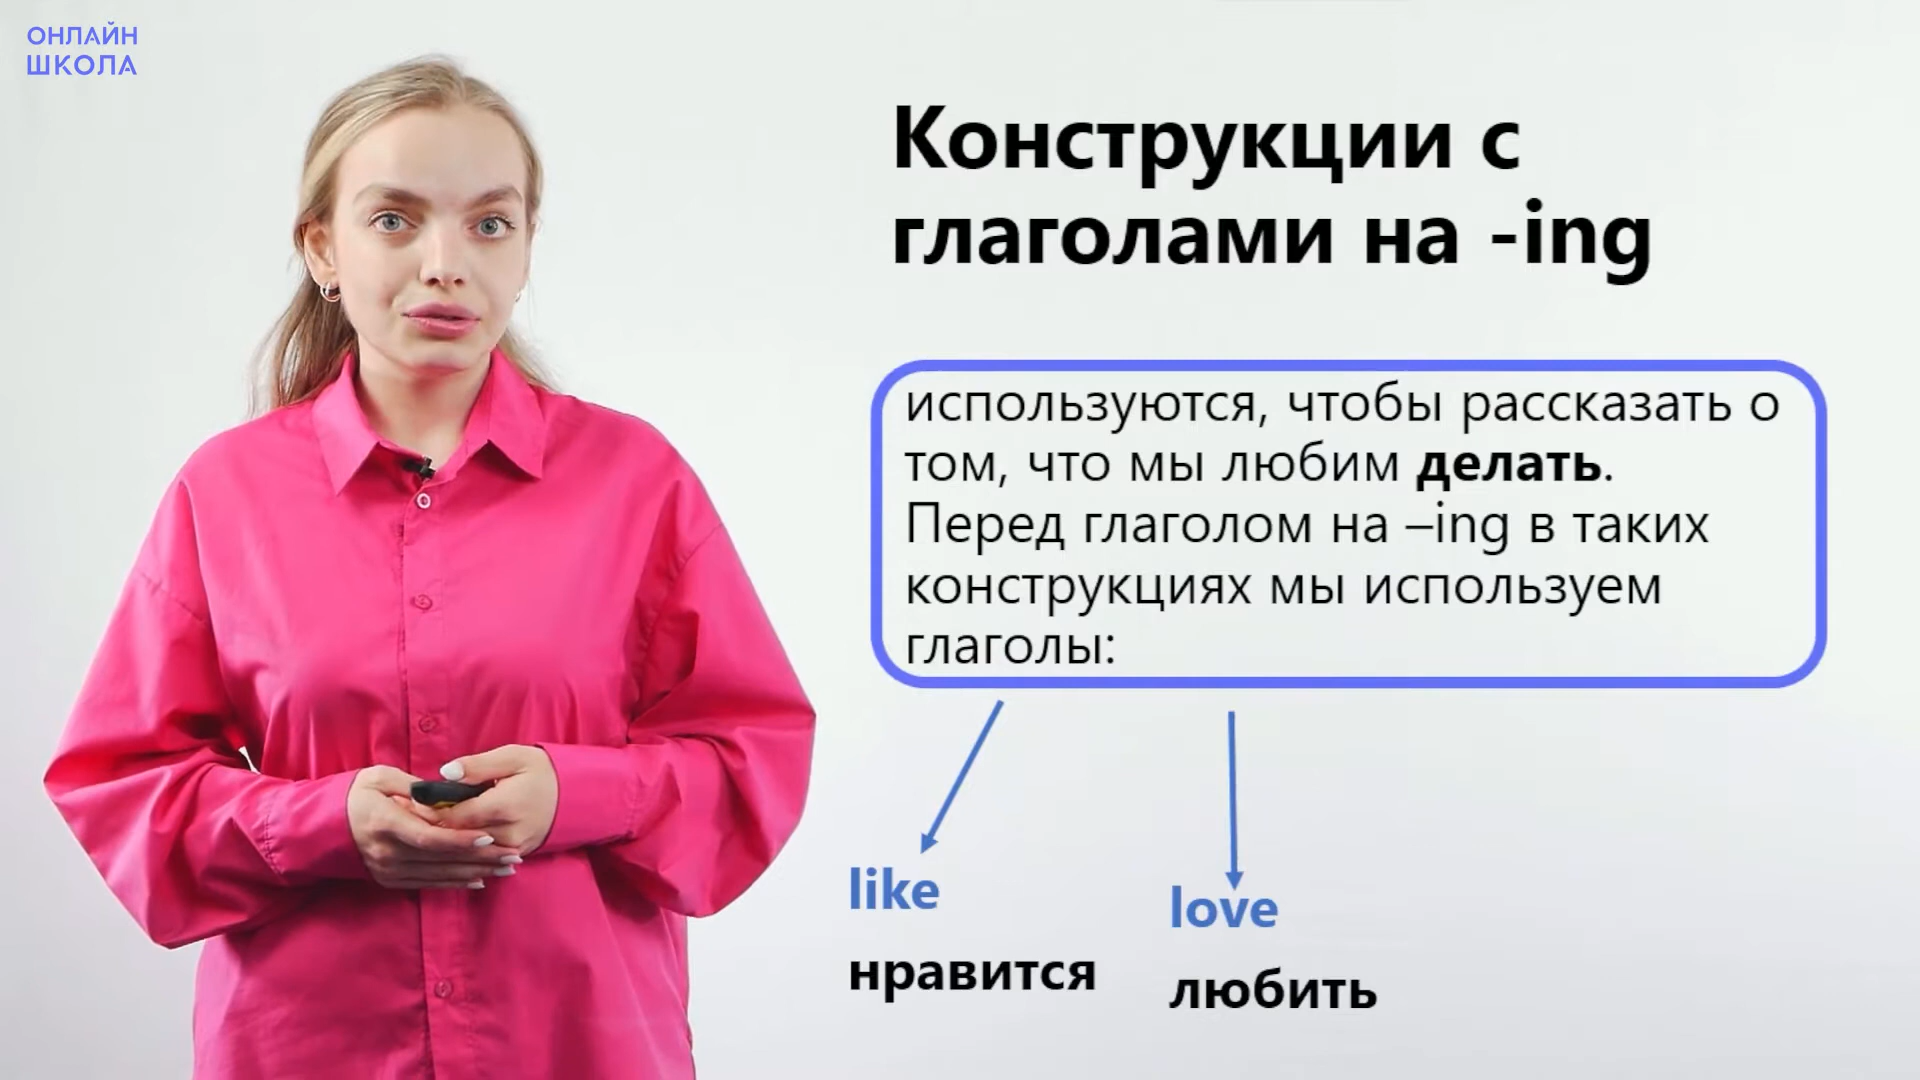 ОНЛАЙН
ШКОЛА
Конструкции с
глаголами на -ing
используются, чтобы рассказать о
том, что мы любим делать.
Перед глаголом на –ing в таких
конструкциях мы используем
глаголы:
like
love
нравится
любить